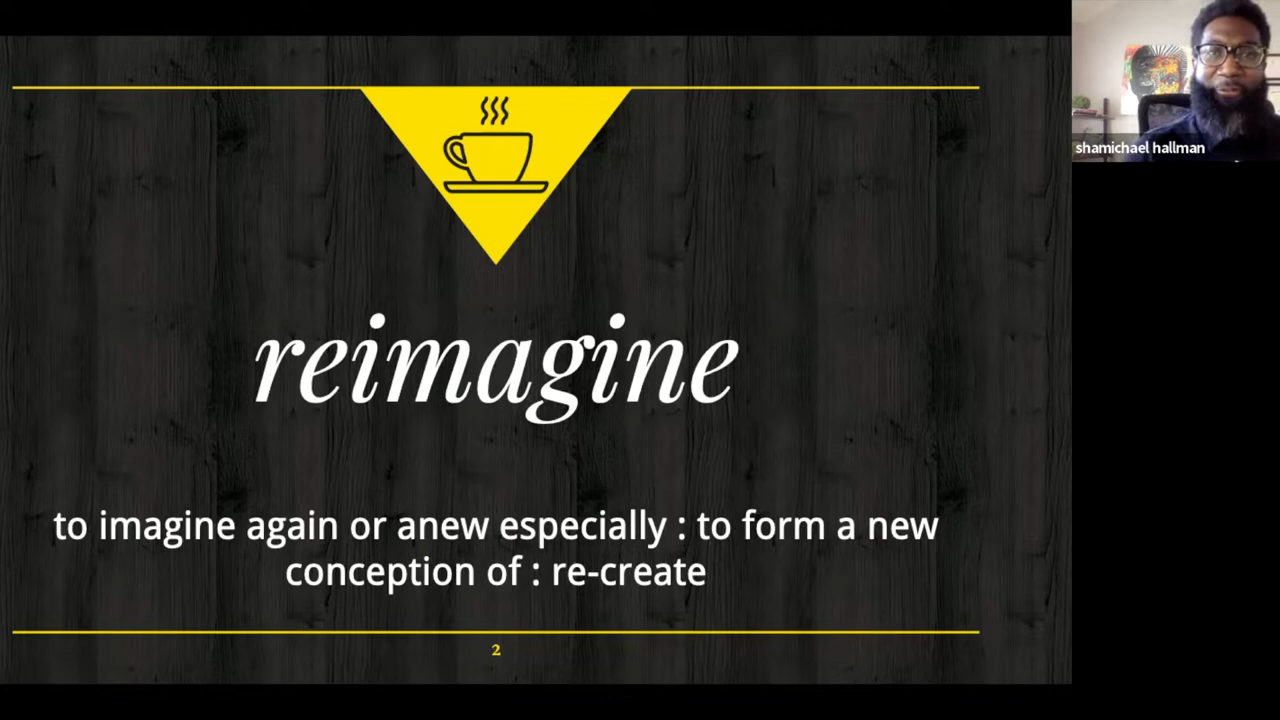 shamichael hallman
reimagine
to imagine again or anew especially : to form a new
conception of : re-create
2